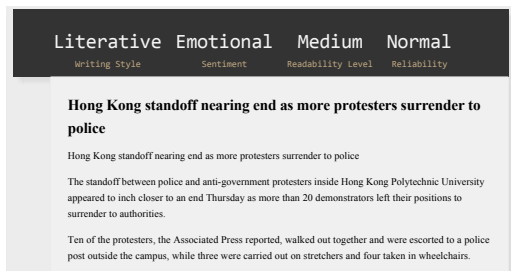 Literative Emotional Medium Normal
Writing Style Sentiment Readability Level Reliability
Hong Kong standoff nearing end as more protesters surrender to
police
Hong Kong standoff nearing end as more protesters surrender to police
The standoff between police and anti-government protesters inside Hong Kong Polytechnic University
appeared to inch closer to an end Thursday as more than 20 demonstrators left their positions to
surrender to authorities.
Ten of the protesters, the Associated Press reported, walked out together and were escorted to a police
post outside the campus, while three were carried out on stretchers and four taken in wheelchairs.